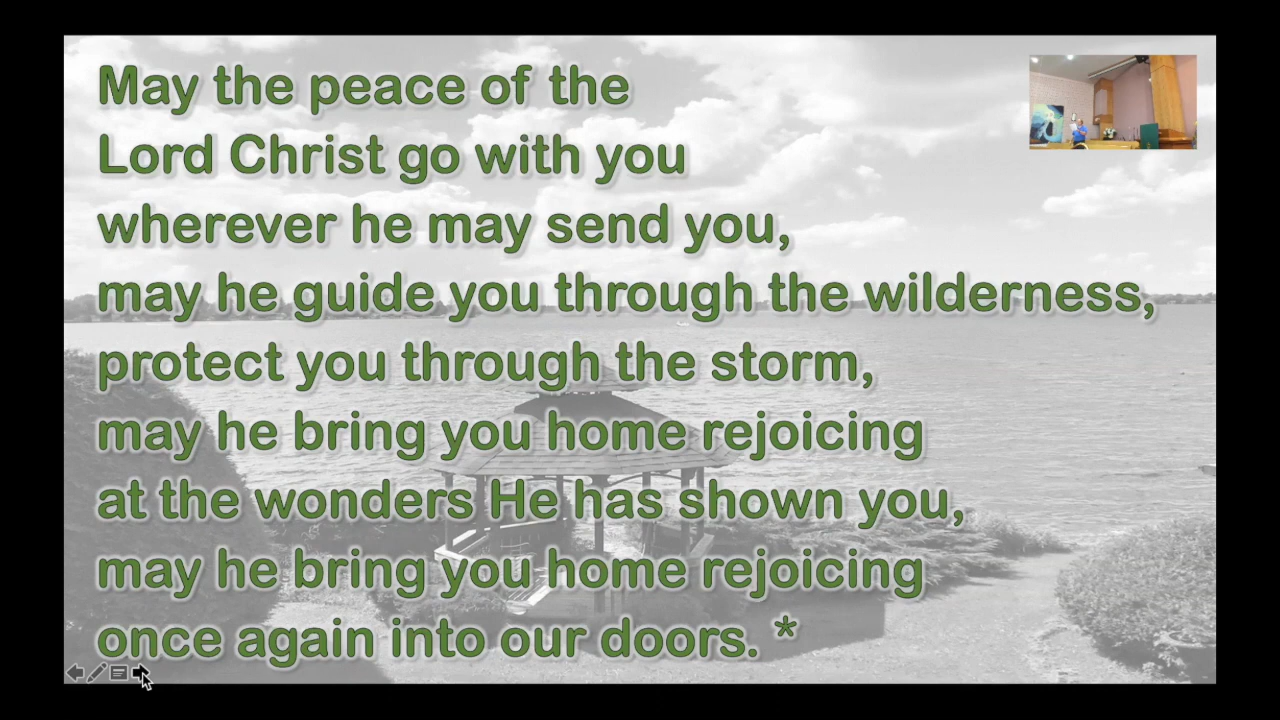 May the peace of the
Lord Christ go with you
wherever he may send you,
may he guide you through the wilderness,
protect you through the storm,
may he bring you home rejoicing
at the wonders He has shown you,
may he bring you home rejoicing
once again into our doors. *